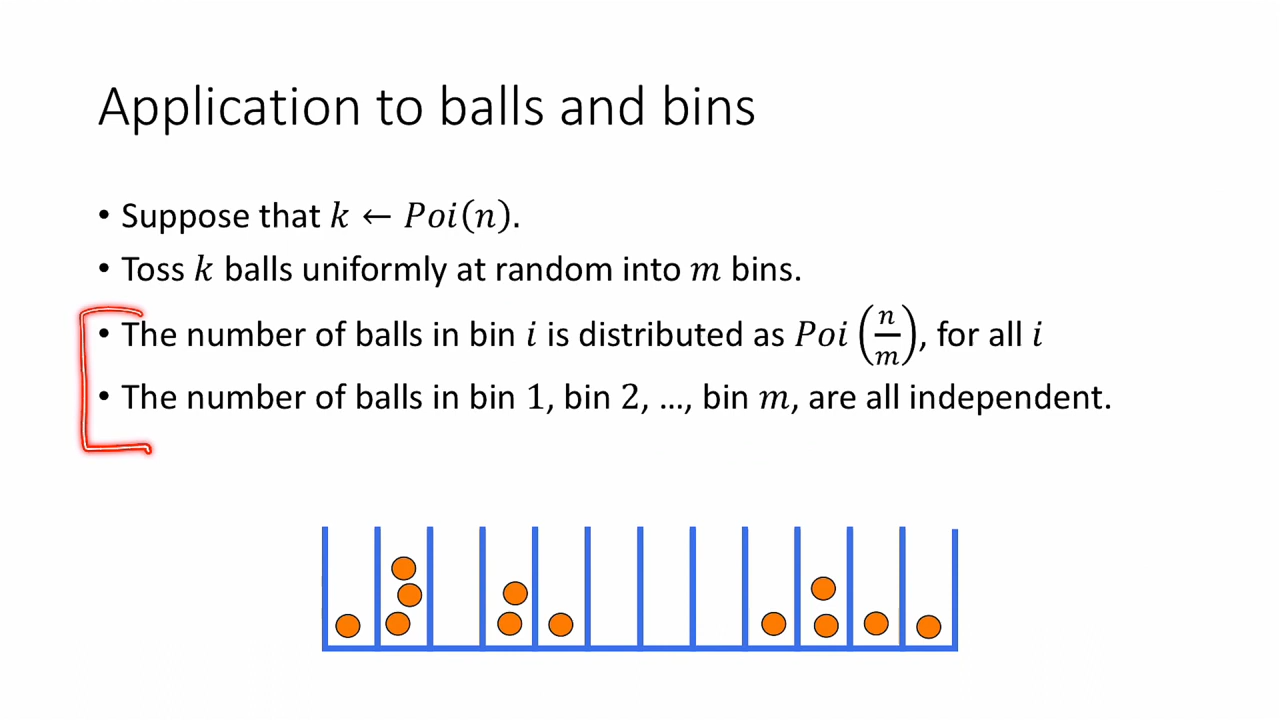 Application to balls and bins
• Suppose that k ← Poi(n).
• Toss k balls uniformly at random into m bins.
• The number of balls in bin i is distributed as Poi(n/m), for all i
• The number of balls in bin 1, bin 2, …, bin m, are all independent.